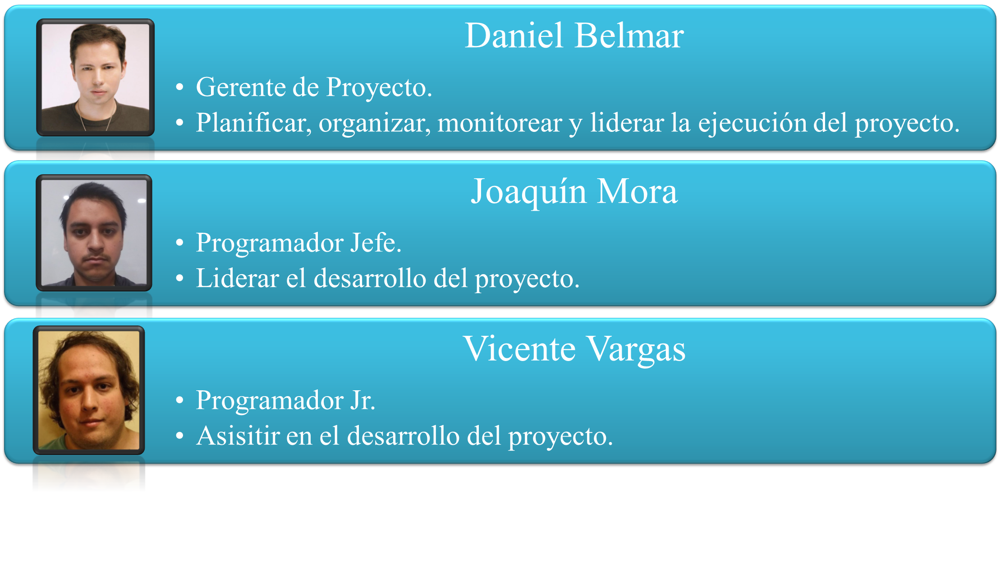 Daniel Belmar
• Gerente de Proyecto.
• Planificar, organizar, monitorear y liderar la ejecución del proyecto.
Joaquín Mora
• Programador Jefe.
• Liderar el desarrollo del proyecto.
Vicente Vargas
• Programador Jr.
• Asisitir en el desarrollo del proyecto.